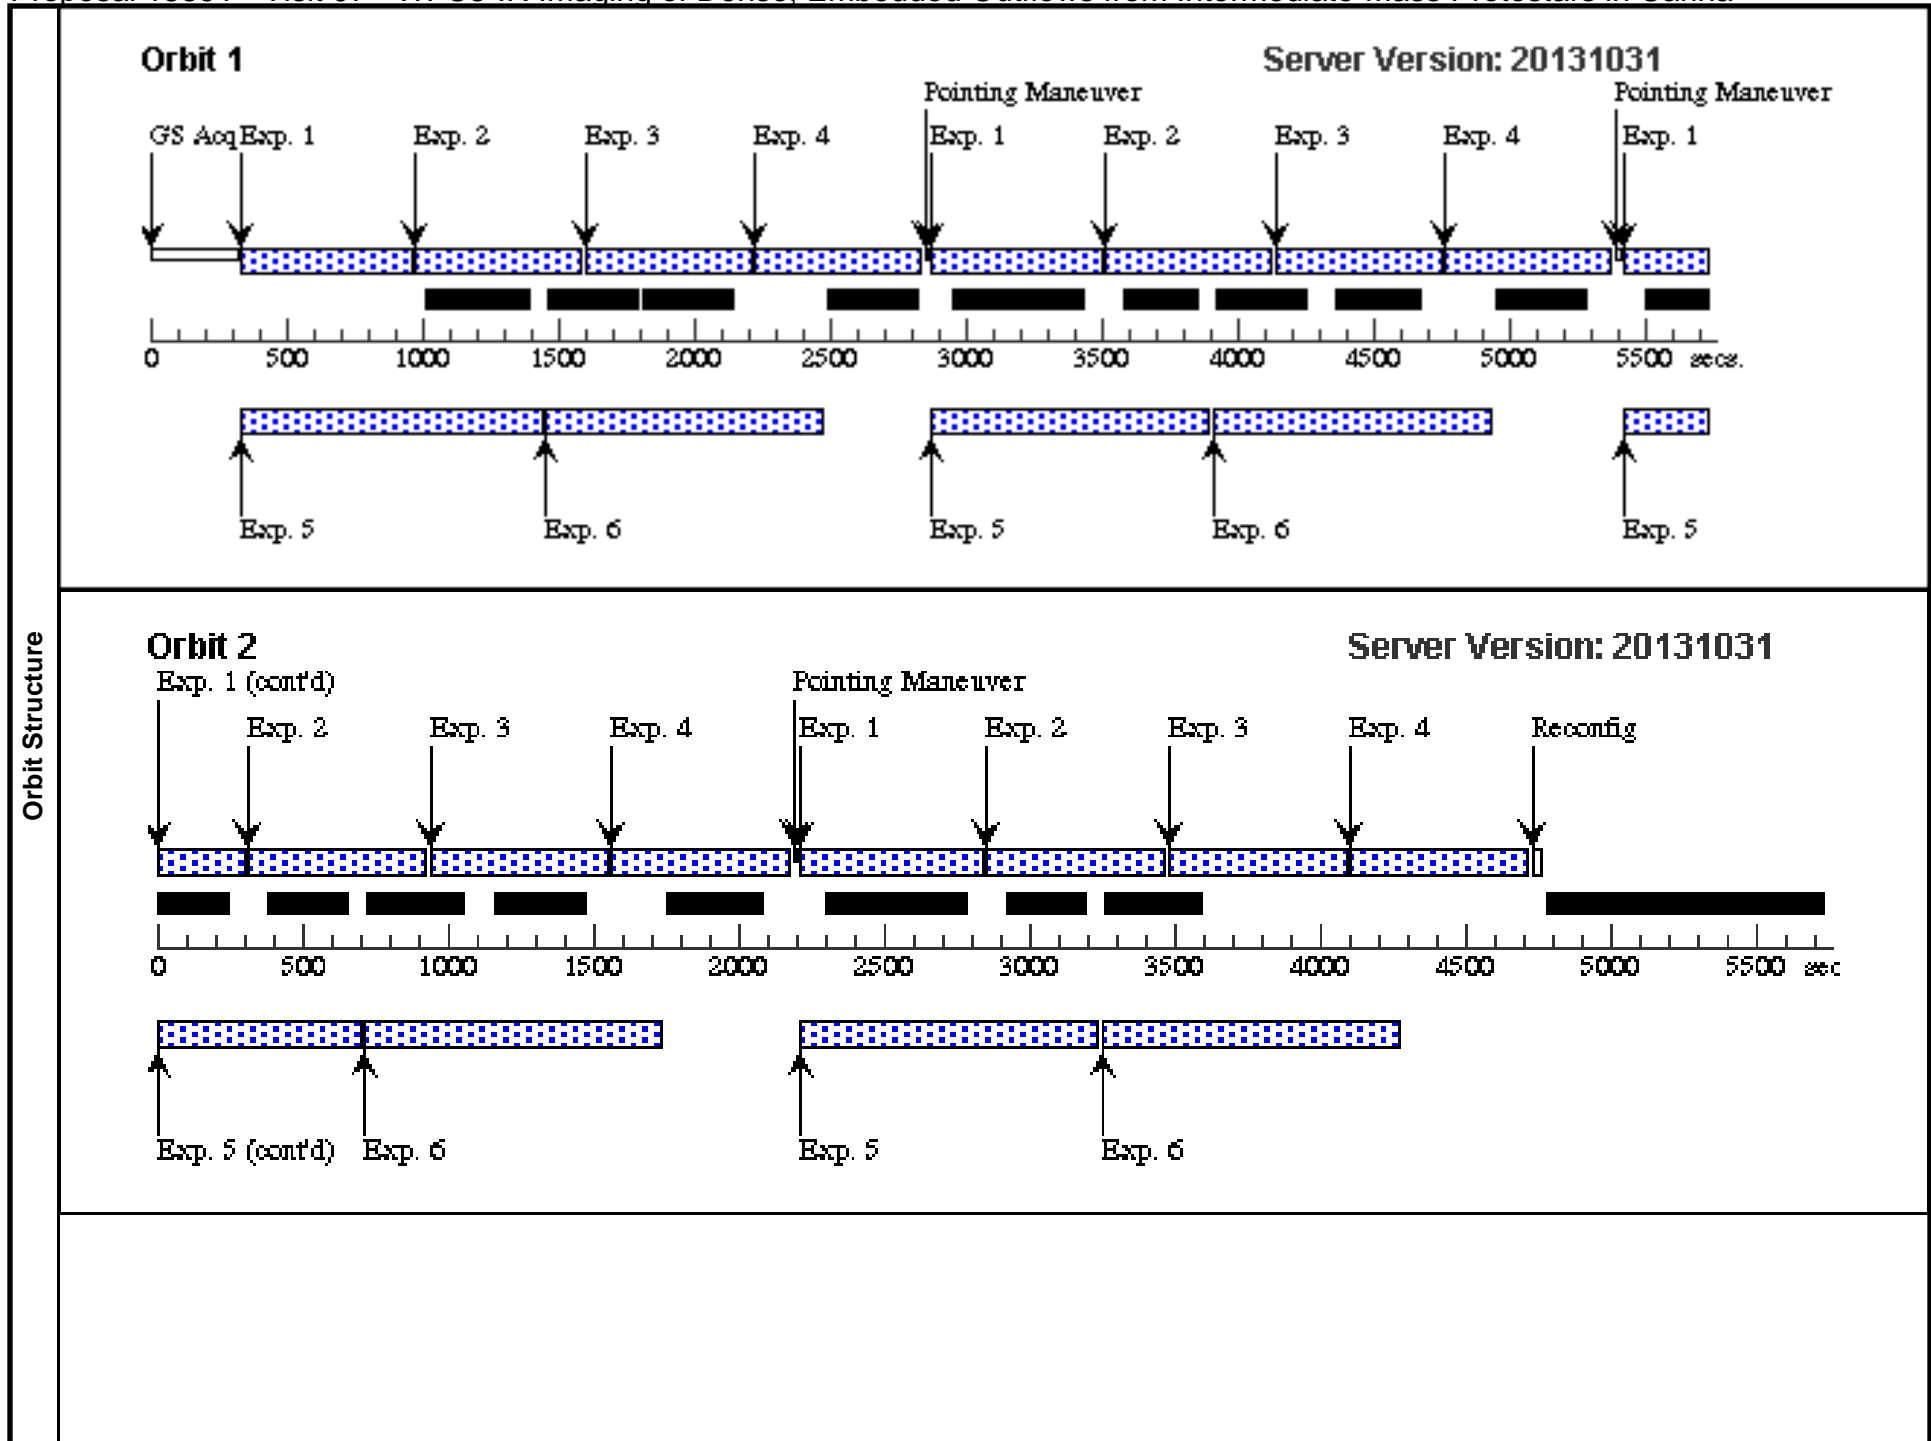 Orbit Structure
Orbit 1
Server Version: 20131031
Pointing Maneuver Pointing Maneuver
GS Acq Exp. 1 Exp. 2 Exp. 3 Exp. 4 Exp. 1 Exp. 2 Exp. 3 Exp. 4 Exp. 1
0 500 1000 1500 2000 2500 3000 3500 4000 4500 5000 5500 secs.
Exp. 5 Exp. 6 Exp. 5 Exp. 6 Exp. 5
Orbit 2
Server Version: 20131031
Exp. 1 (cont'd) Pointing Maneuver
Exp. 2 Exp. 3 Exp. 4 Exp. 1 Exp. 2 Exp. 3 Exp. 4 Reconfig
0 500 1000 1500 2000 2500 3000 3500 4000 4500 5000 5500 sec
Exp. 5 (cont'd) Exp. 6 Exp. 5 Exp. 6